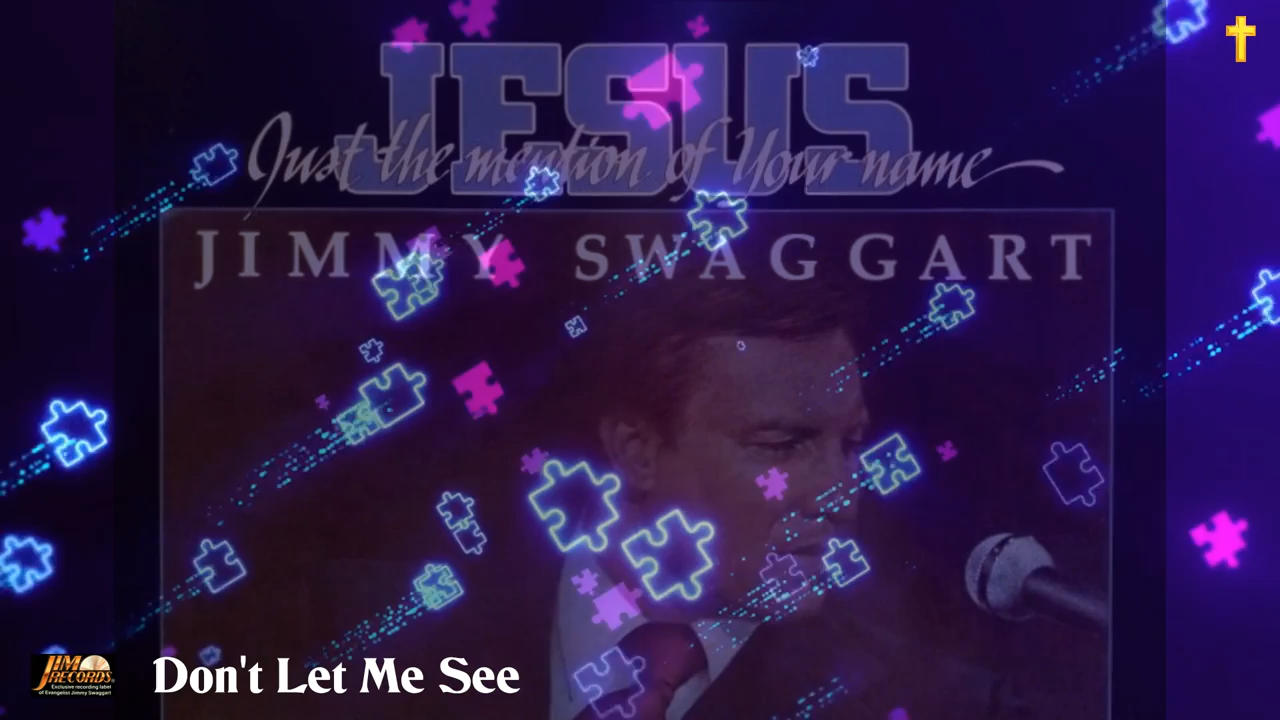 JESUS
Just the mention of Your name
JIMMY SWAGGART
JIM
RECORDS
Exclusive recording label
of Evangelist Jimmy Swaggart
Don't Let Me See